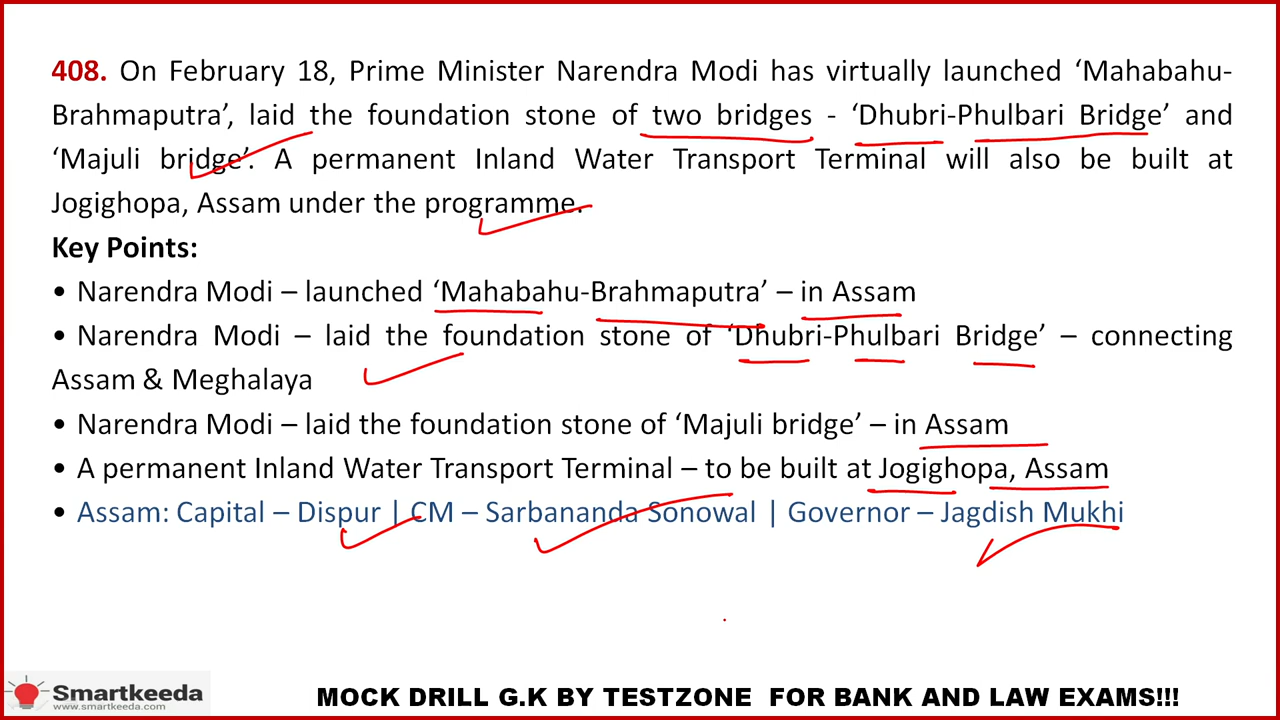 408. On February 18, Prime Minister Narendra Modi has virtually launched ‘Mahabahu-
Brahmaputra’, laid the foundation stone of two bridges - ‘Dhubri-Phulbari Bridge’ and
‘Majuli bridge’. A permanent Inland Water Transport Terminal will also be built at
Jogighopa, Assam under the programme.
Key Points:
• Narendra Modi – launched ‘Mahabahu-Brahmaputra’ – in Assam
• Narendra Modi – laid the foundation stone of ‘Dhubri-Phulbari Bridge’ – connecting
Assam & Meghalaya
• Narendra Modi – laid the foundation stone of ‘Majuli bridge’ – in Assam
• A permanent Inland Water Transport Terminal – to be built at Jogighopa, Assam
• Assam: Capital – Dispur | CM – Sarbananda Sonowal | Governor – Jagdish Mukhi
Smartkeeda
www.smartkeeda.com
MOCK DRILL G.K BY TESTZONE FOR BANK AND LAW EXAMS!!!